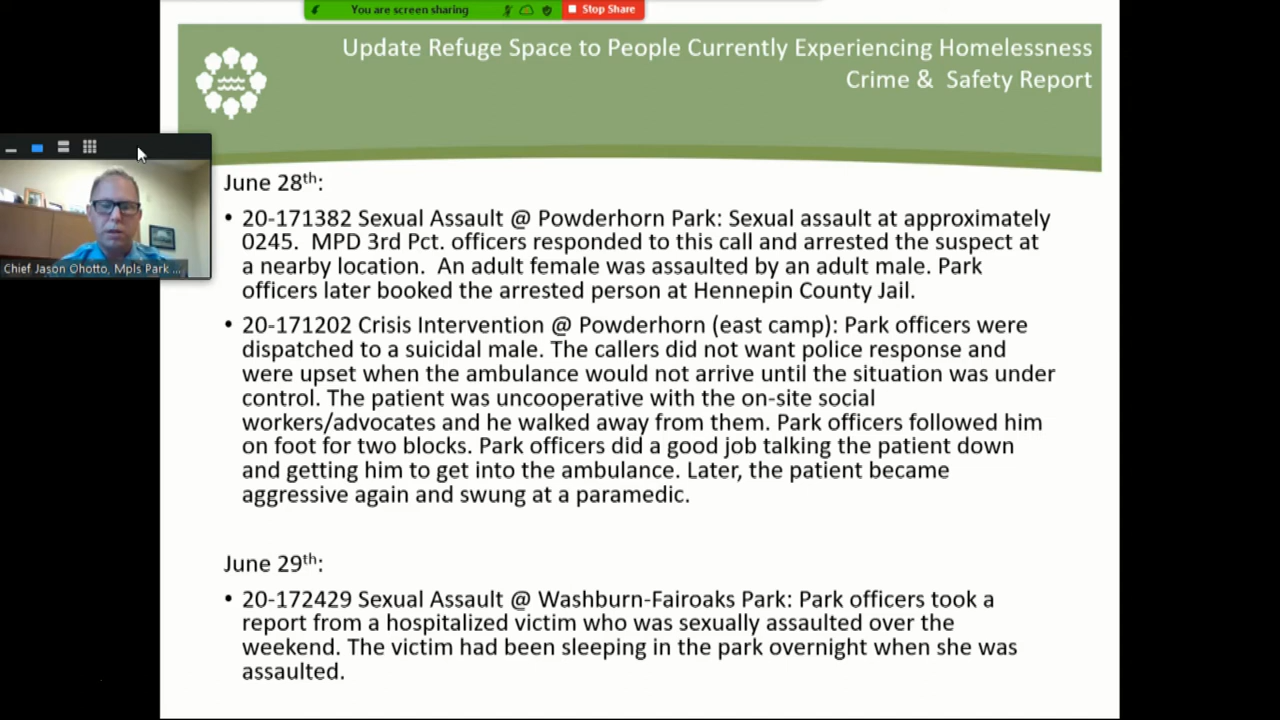 You are screen sharing
Stop Share
Update Refuge Space to People Currently Experiencing Homelessness
Crime & Safety Report
Chief Jason Ohotto, Mpls Park ...
June 28th:
• 20-171382 Sexual Assault @ Powderhorn Park: Sexual assault at approximately
0245. MPD 3rd Pct. officers responded to this call and arrested the suspect at
a nearby location. An adult female was assaulted by an adult male. Park
officers later booked the arrested person at Hennepin County Jail.
• 20-171202 Crisis Intervention @ Powderhorn (east camp): Park officers were
dispatched to a suicidal male. The callers did not want police response and
were upset when the ambulance would not arrive until the situation was under
control. The patient was uncooperative with the on-site social
workers/advocates and he walked away from them. Park officers followed him
on foot for two blocks. Park officers did a good job talking the patient down
and getting him to get into the ambulance. Later, the patient became
aggressive again and swung at a paramedic.
June 29th:
• 20-172429 Sexual Assault @ Washburn-Fairoaks Park: Park officers took a
report from a hospitalized victim who was sexually assaulted over the
weekend. The victim had been sleeping in the park overnight when she was
assaulted.